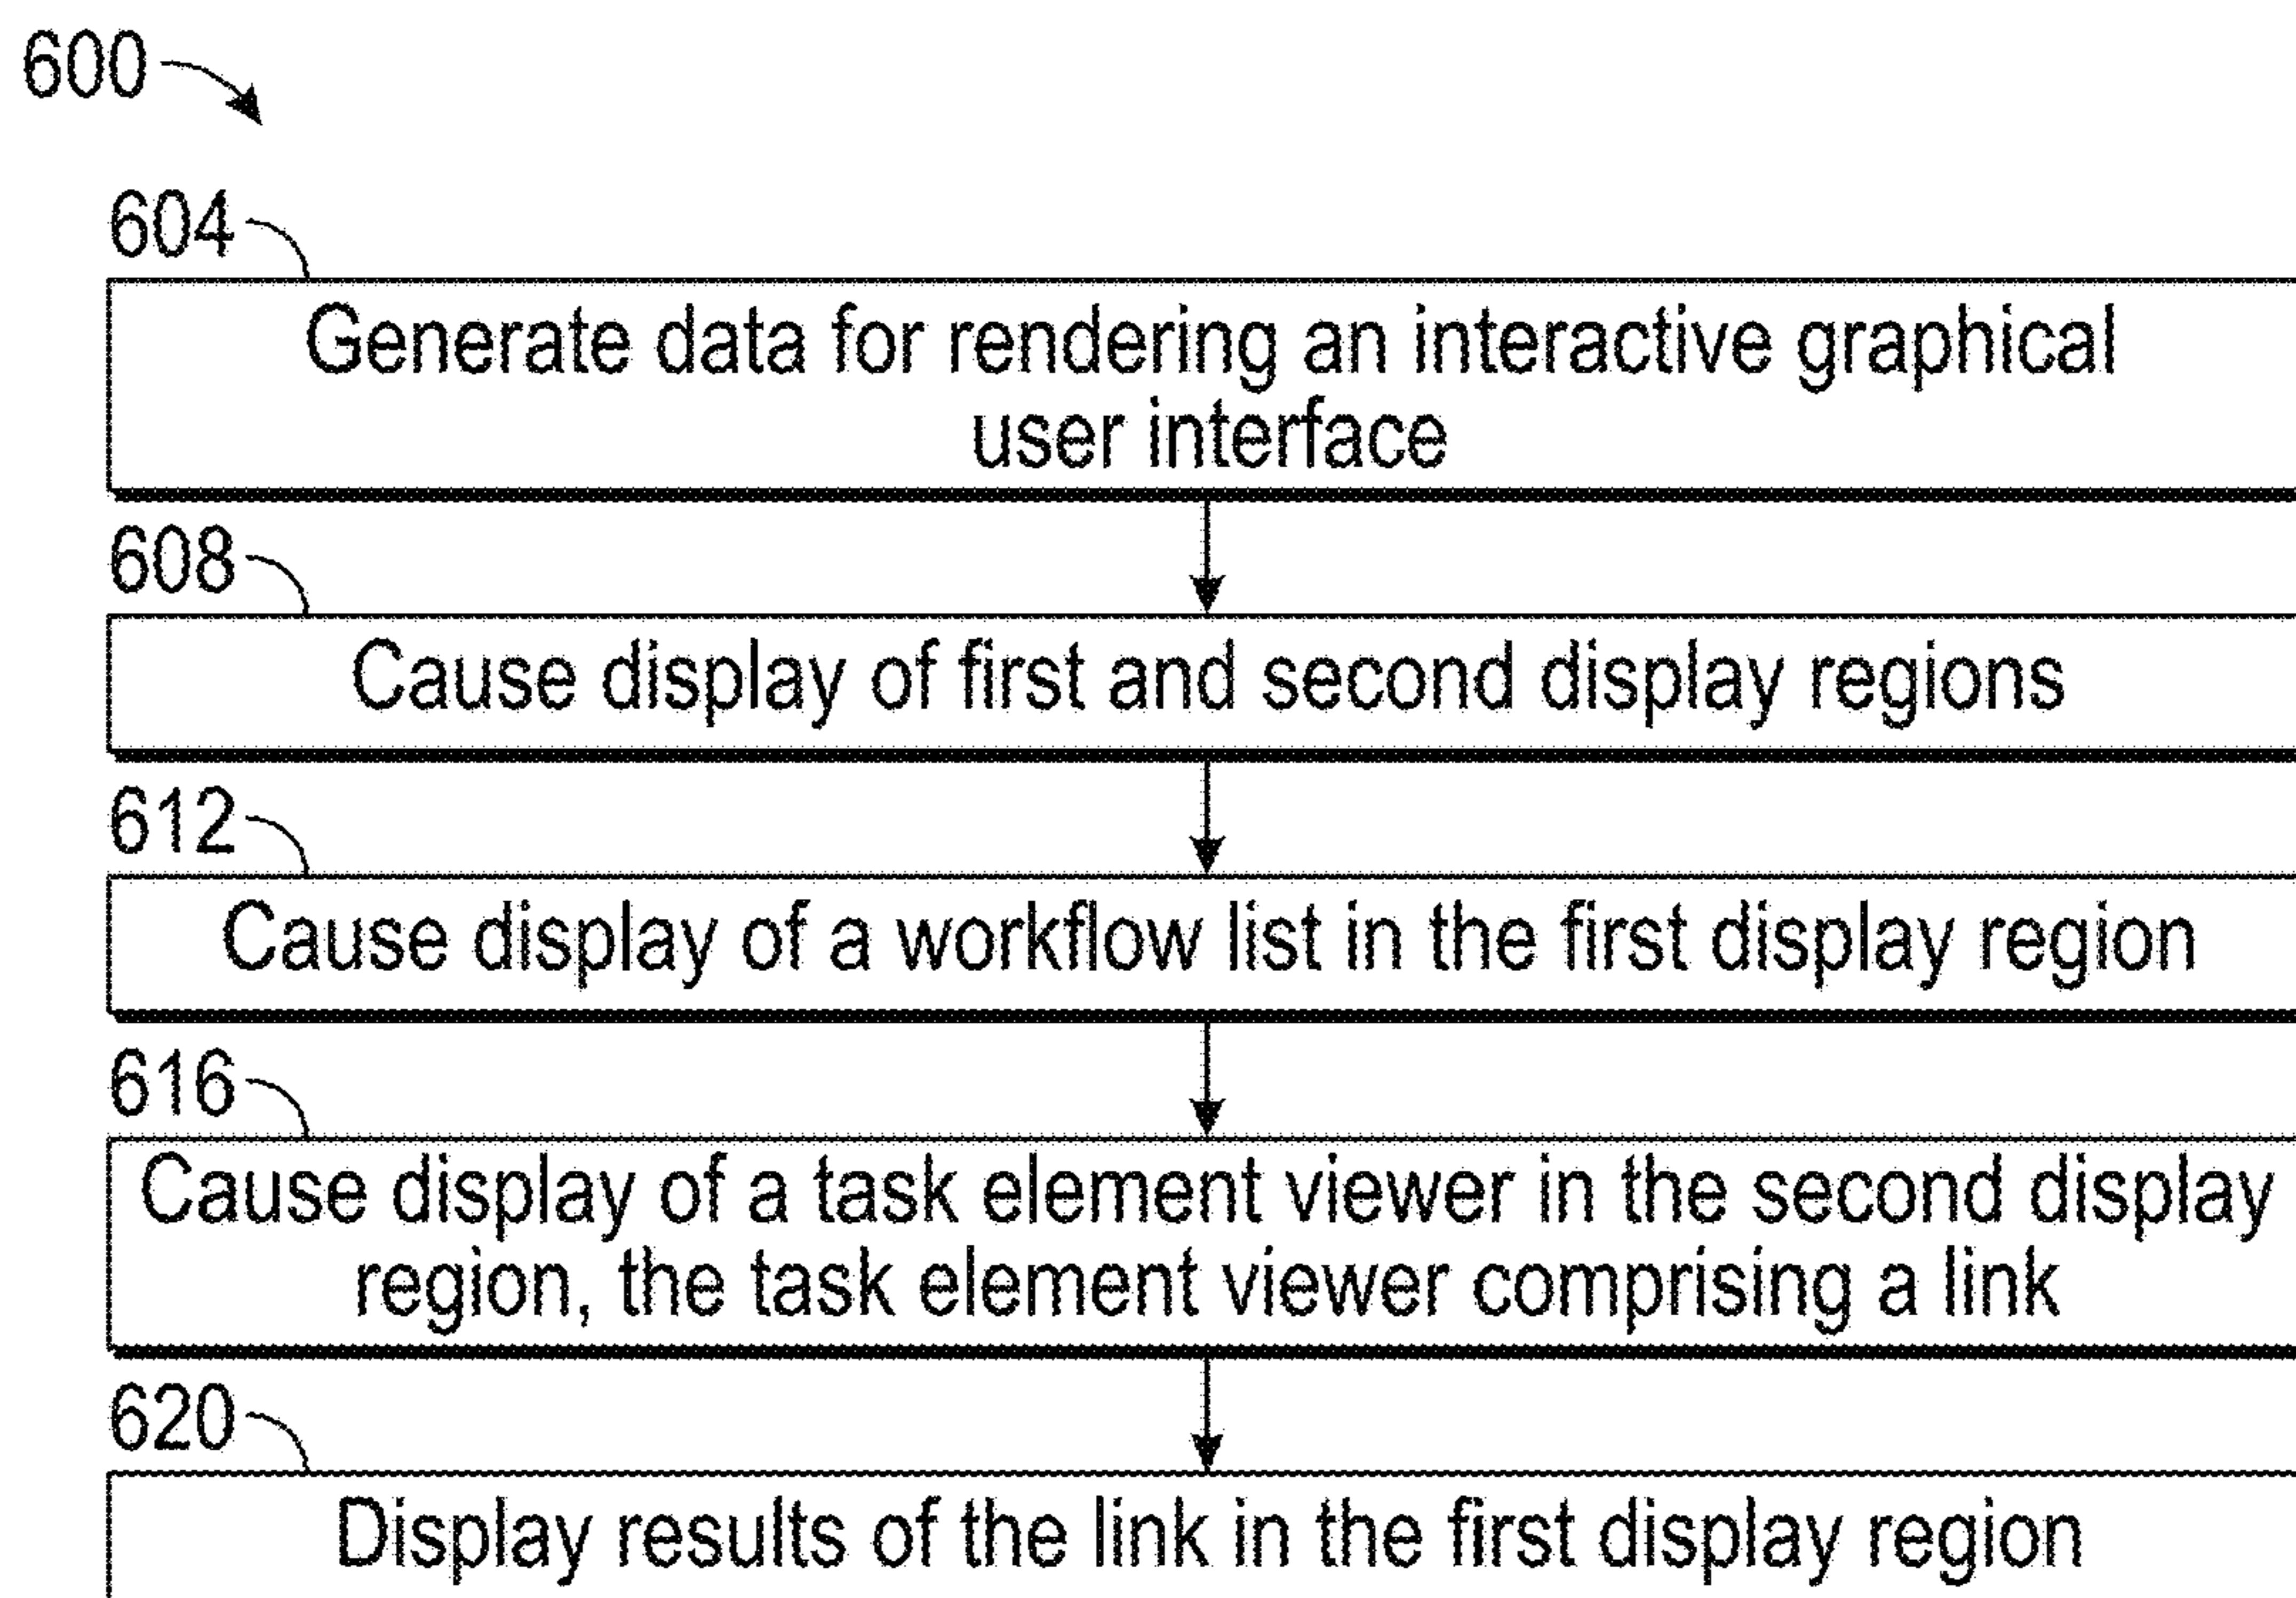 600
604
Generate data for rendering an interactive graphical
user interface
608
Cause display of first and second display regions
612
Cause display of a workflow list in the first display region
616
Cause display of a task element viewer in the second display
region, the task element viewer comprising a link
620
Display results of the link in the first display region